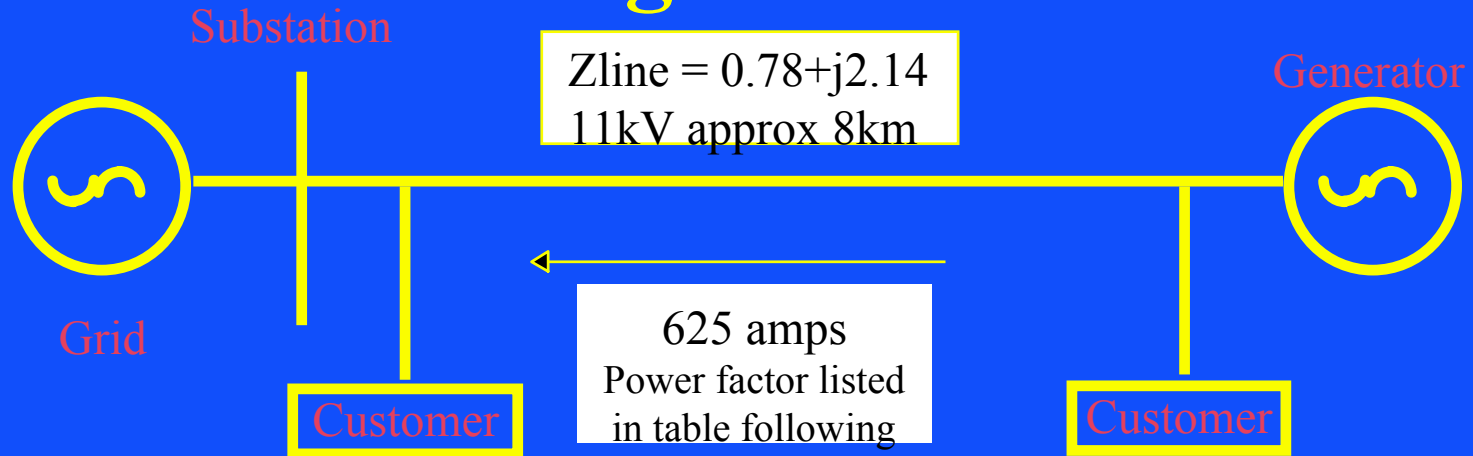 Substation
Zline = 0.78+j2.14
11kV approx 8km
Generator
Grid
625 amps
Power factor listed
in table following
Customer
Customer